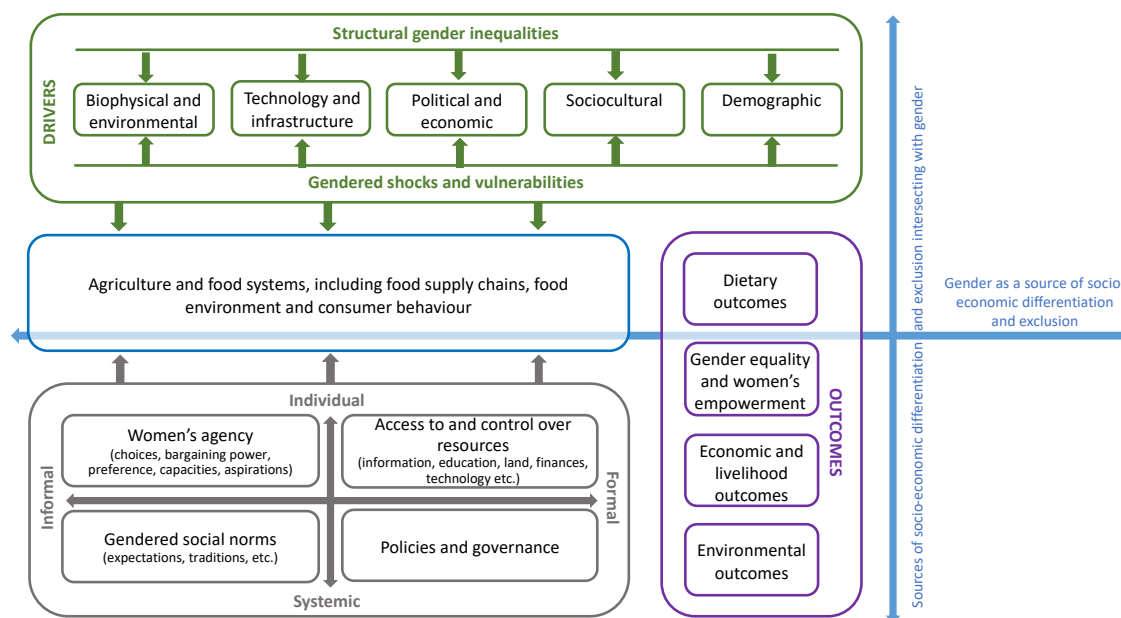 Structural gender inequalities
DRIVERS
Biophysical and
environmental
Technology and
infrastructure
Political and
economic
Sociocultural
Demographic
Gendered shocks and vulnerabilities
Agriculture and food systems, including food supply chains, food
environment and consumer behaviour
Individual
Informal
Formal
Women’s agency
(choices, bargaining power,
preference, capacities, aspirations)
Access to and control over
resources
(information, education, land, finances,
technology etc.)
Gendered social norms
(expectations, traditions, etc.)
Policies and governance
Systemic
Dietary
outcomes
Gender equality
and women’s
empowerment
Economic and
livelihood
outcomes
Environmental
outcomes
OUTCOMES
Sources of socio-economic differentiation and exclusion intersecting with gender
Gender as a source of socio-
economic differentiation
and exclusion